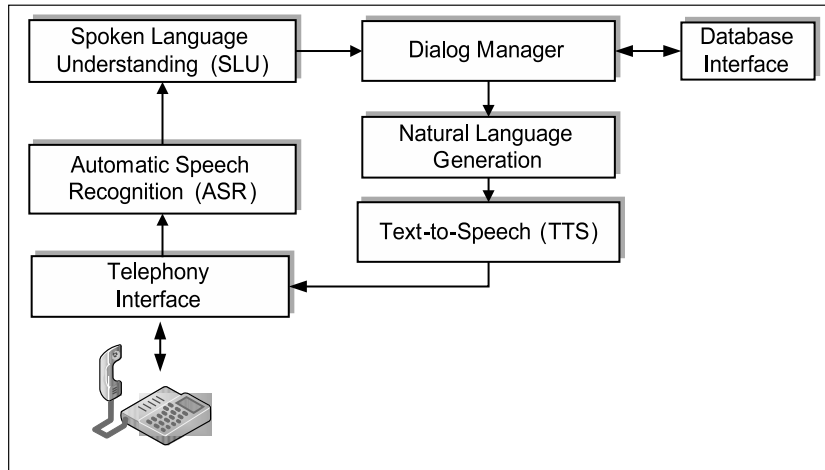 Spoken Language
Understanding (SLU)
Dialog Manager
Database
Interface
Natural Language
Generation
Automatic Speech
Recognition (ASR)
Text-to-Speech (TTS)
Telephony
Interface